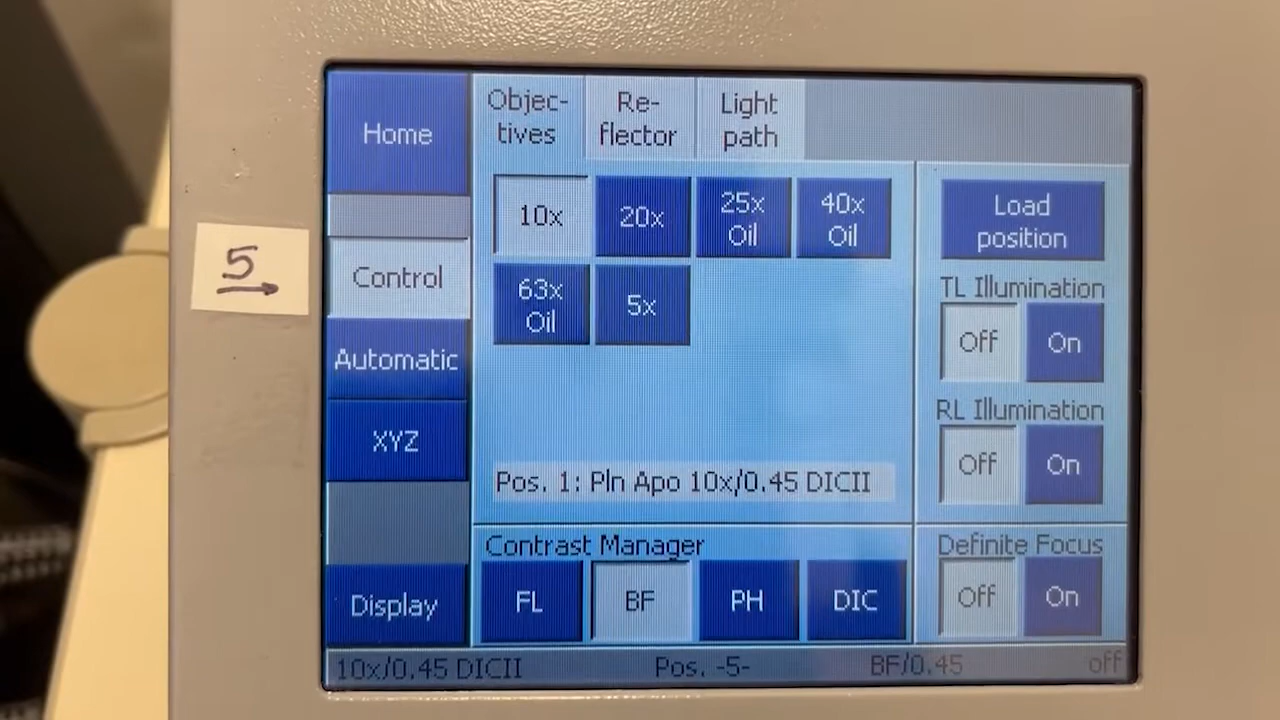 5
Home
Control
Automatic
XYZ
Display
Objec-
tives
Re-
flector
Light
path
10x
20x
25x
Oil
40x
Oil
63x
Oil
5x
Pos. 1: Pln Apo 10x/0.45 DICII
Load
position
TL Illumination
Off
On
RL Illumination
Off
On
Contrast Manager
FL
BF
PH
DIC
Definite Focus
Off
On
10x/0.45 DICII
Pos. -5-
BF/0.45
off